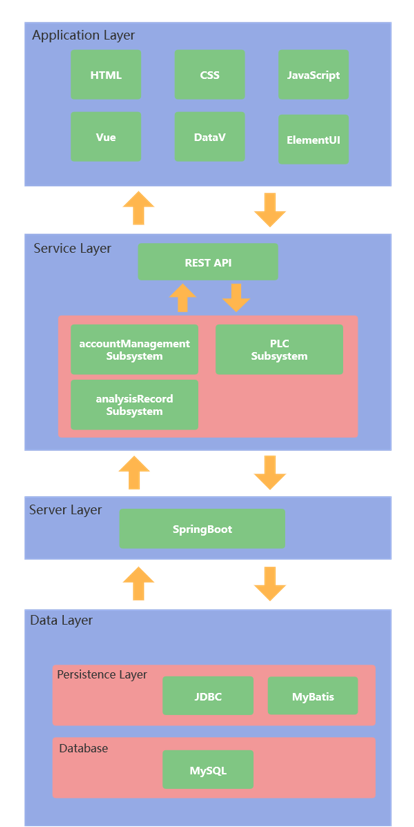 Application Layer
HTML
CSS
JavaScript
Vue
DataV
ElementUI
Service Layer
REST API
accountManagement
Subsystem
PLC
Subsystem
analysisRecord
Subsystem
Server Layer
SpringBoot
Data Layer
Persistence Layer
JDBC
MyBatis
Database
MySQL